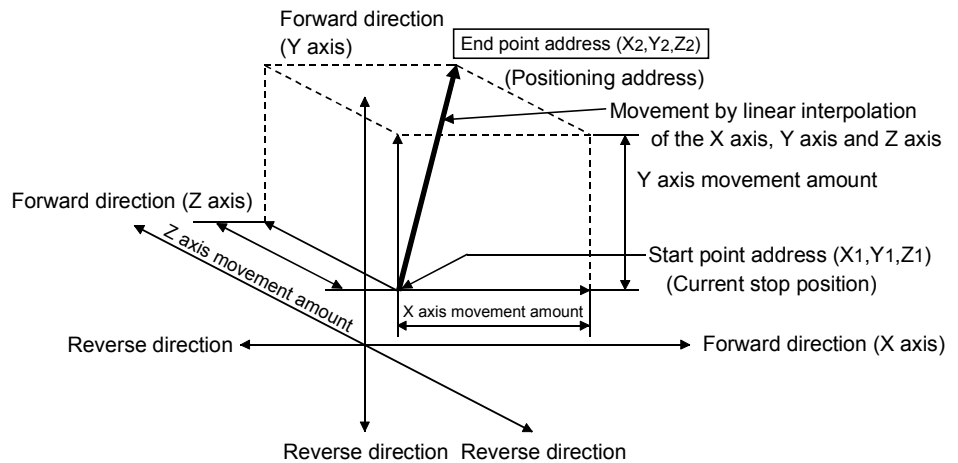 Forward direction
(Y axis)
End point address (X2,Y2,Z2)
(Positioning address)
Movement by linear interpolation
of the X axis, Y axis and Z axis
Y axis movement amount
Forward direction (Z axis)
Z axis movement amount
Start point address (X1,Y1,Z1)
(Current stop position)
X axis movement amount
Reverse direction
Forward direction (X axis)
Reverse direction
Reverse direction